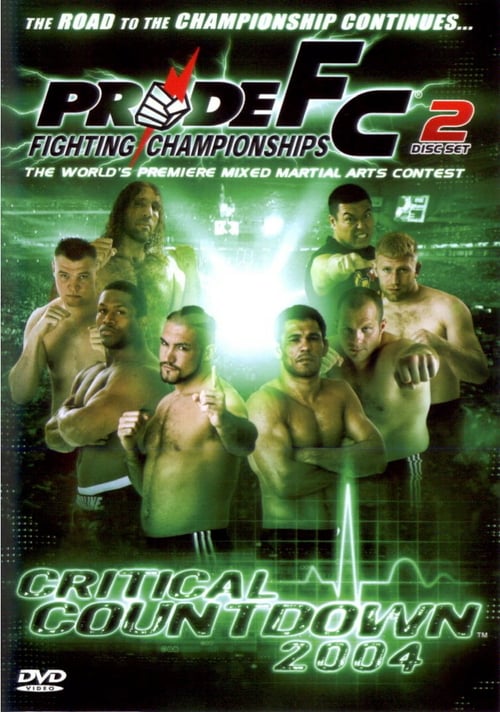 THE ROAD TO THE CHAMPIONSHIP CONTINUES...
PRIDE FC®
FIGHTING CHAMPIONSHIPS
2
DISC SET
THE WORLD'S PREMIERE MIXED MARTIAL ARTS CONTEST
CRITICAL
COUNTDOWN™
2004
DVD
VIDEO